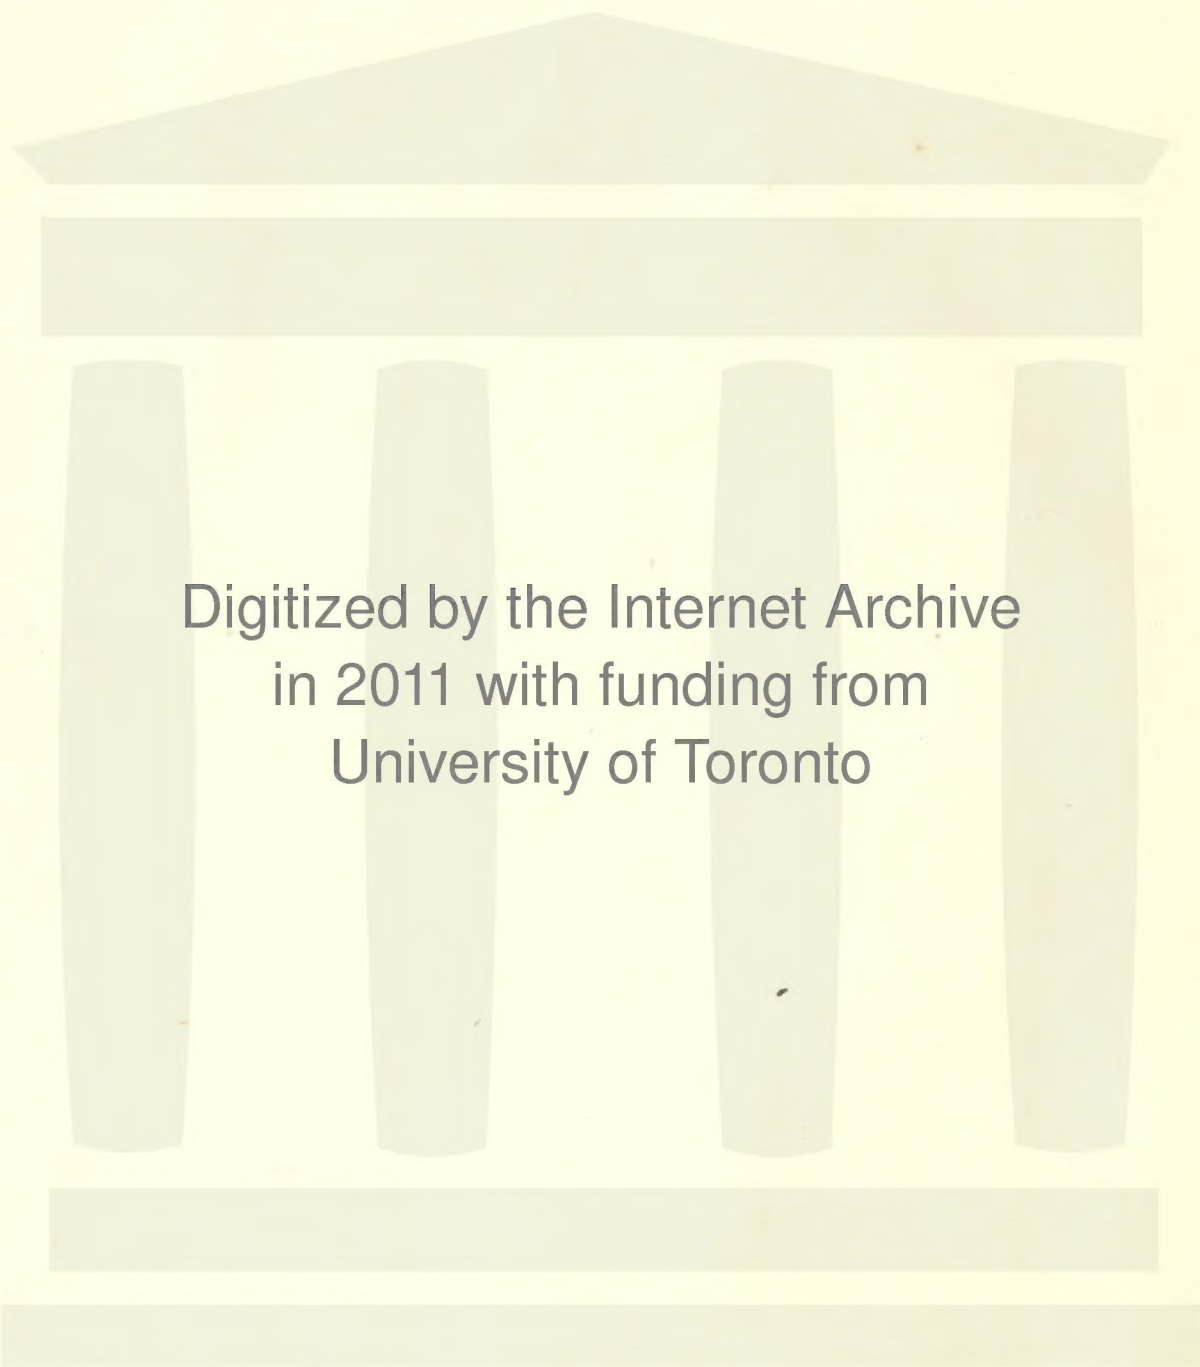 Digitized by the Internet Archive
in 2011 with funding from
University of Toronto